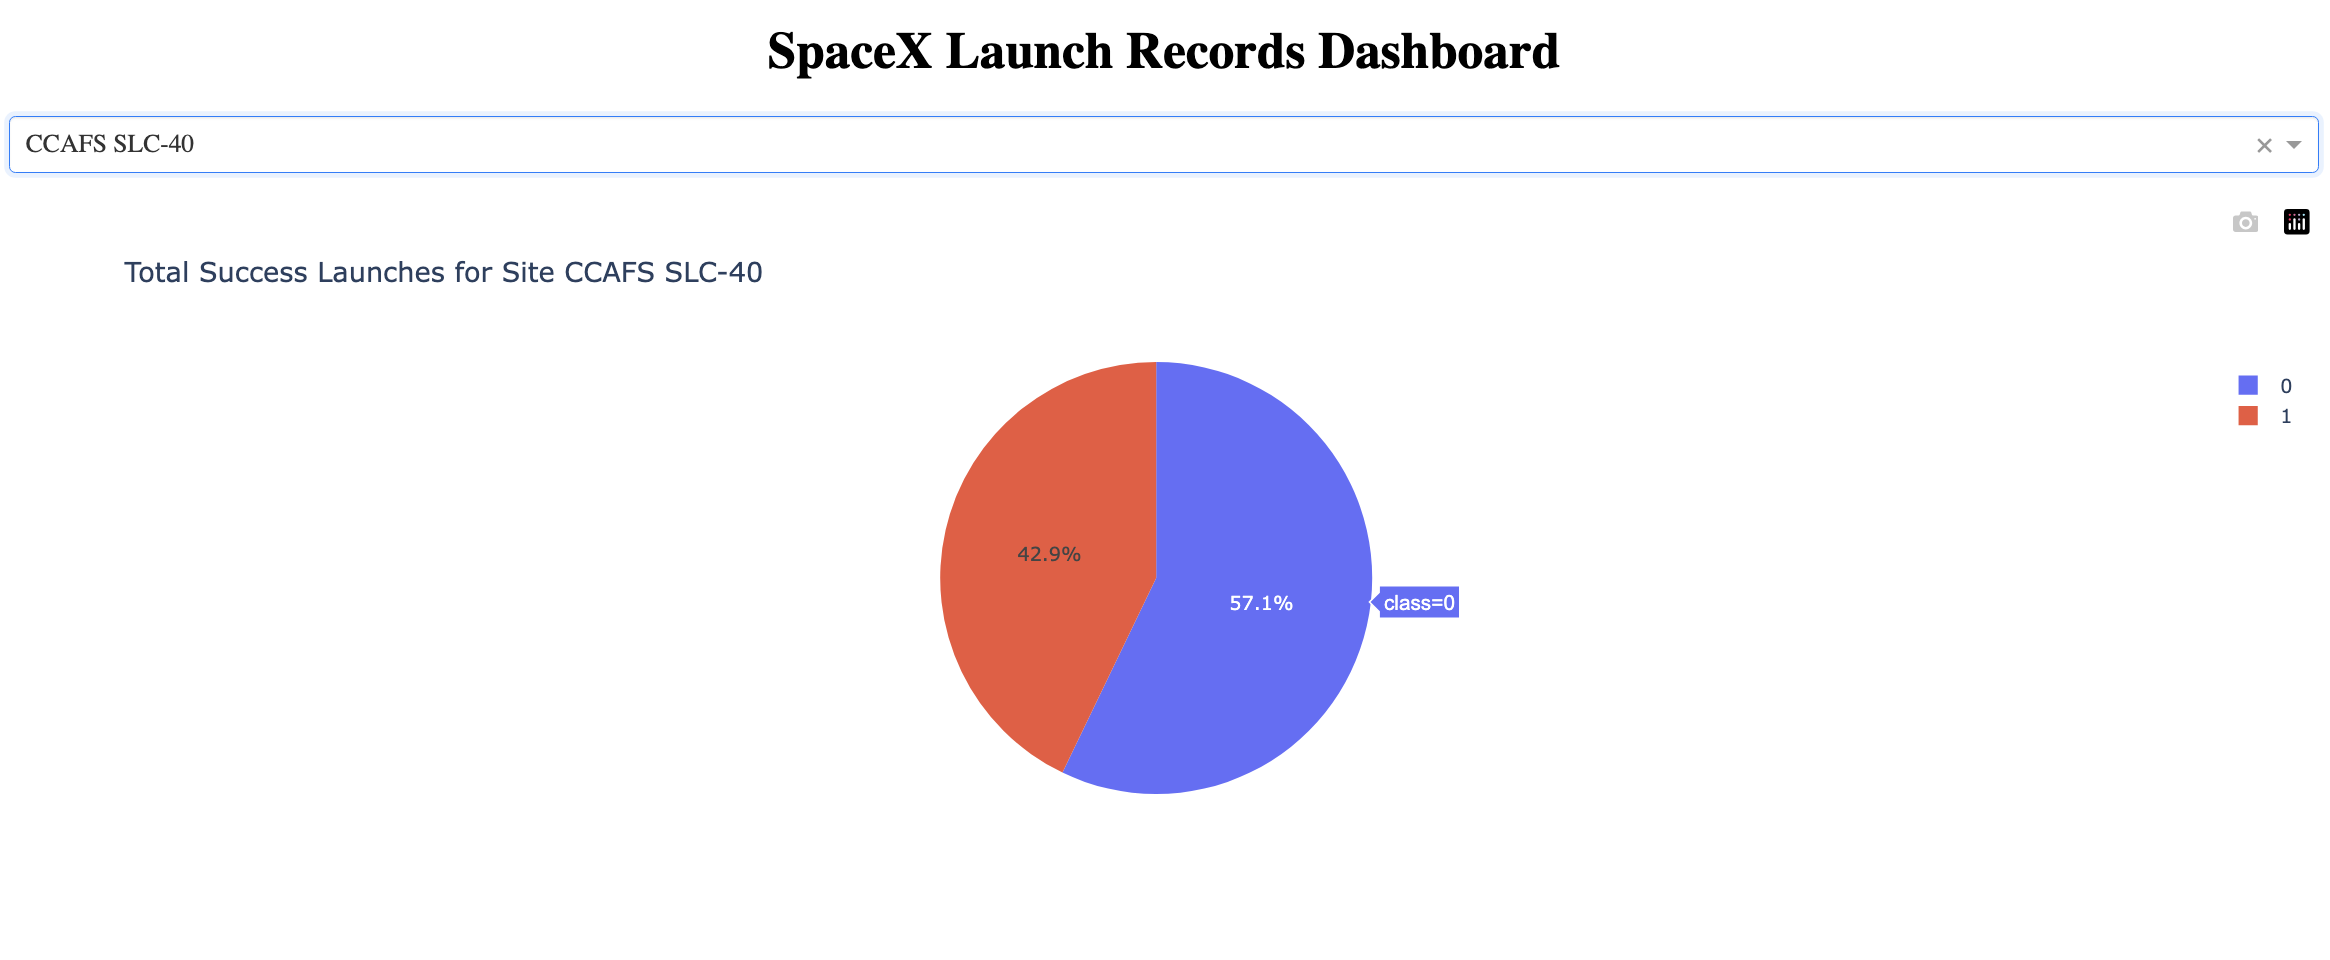 SpaceX Launch Records Dashboard
CCAFS SLC-40
Total Success Launches for Site CCAFS SLC-40
0
1
42.9%
57.1%
class=0